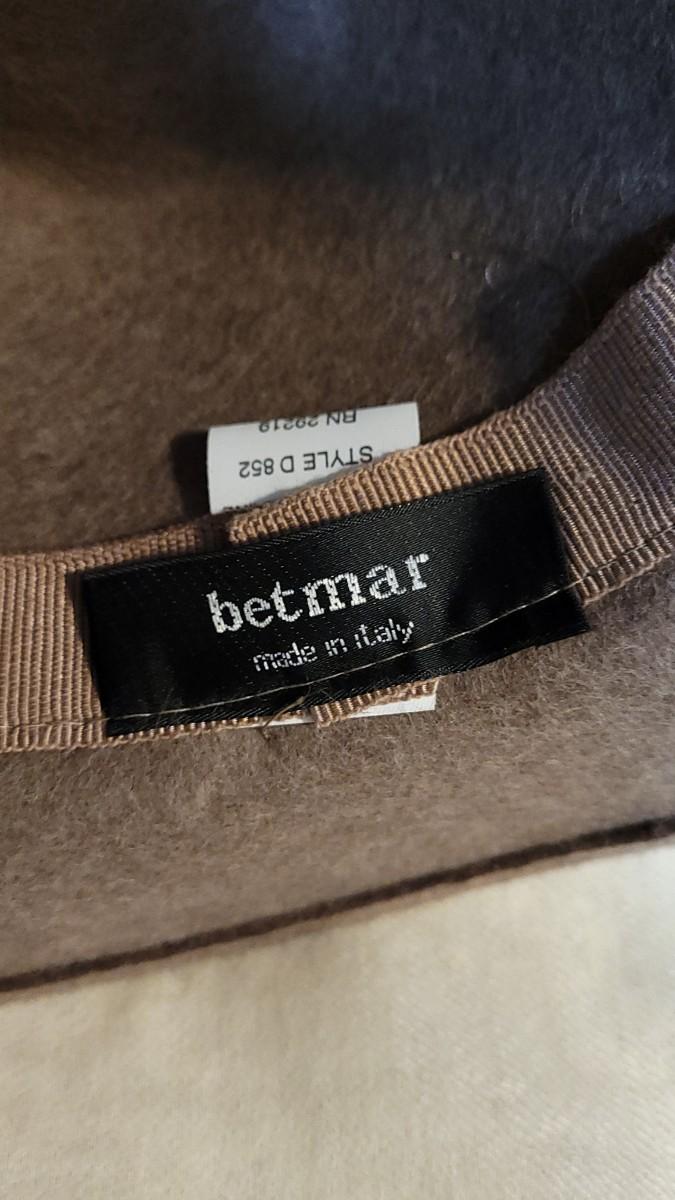 betmar
made in italy
STYLE D 852
RN 29219